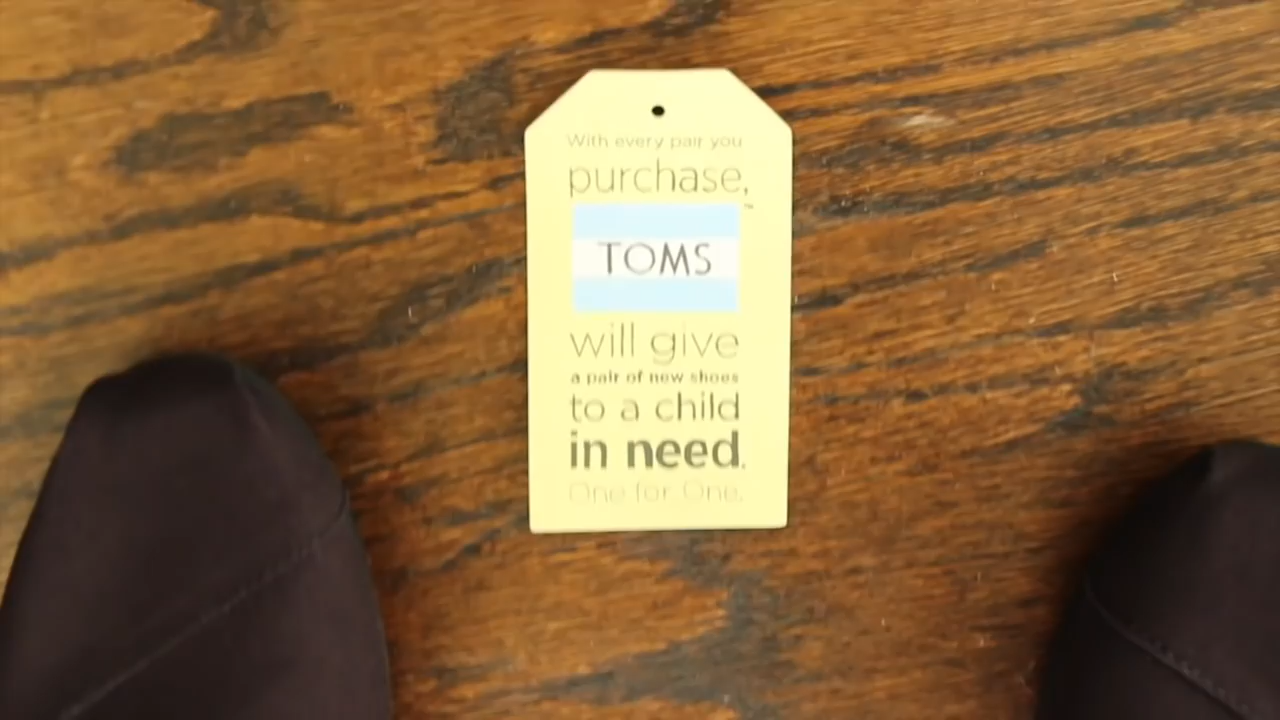 With every pair you
purchase,
TOMS
will give
a pair of new shoes
to a child
in need.
One for One.